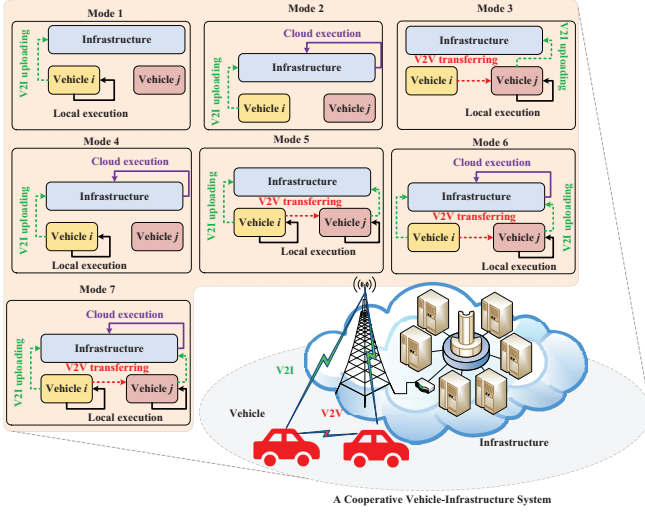 Mode 1
Infrastructure
V2I uploading
Vehicle i
Vehicle j
Local execution
Mode 2
Cloud execution
Infrastructure
V2I uploading
Vehicle i
Vehicle j
Mode 3
Infrastructure
V2I uploading
V2V transferring
Vehicle i
Vehicle j
Local execution
Mode 4
Cloud execution
Infrastructure
V2I uploading
Vehicle i
Vehicle j
Local execution
Mode 5
Infrastructure
V2I uploading
V2V transferring
Vehicle i
Vehicle j
Local execution
Mode 6
Cloud execution
Infrastructure
V2I uploading
V2V transferring
Vehicle i
Vehicle j
V2I uploading
Local execution
Mode 7
Cloud execution
Infrastructure
V2I uploading
V2V transferring
Vehicle i
Vehicle j
Local execution
V2I
Vehicle
V2V
Infrastructure
A Cooperative Vehicle-Infrastructure System